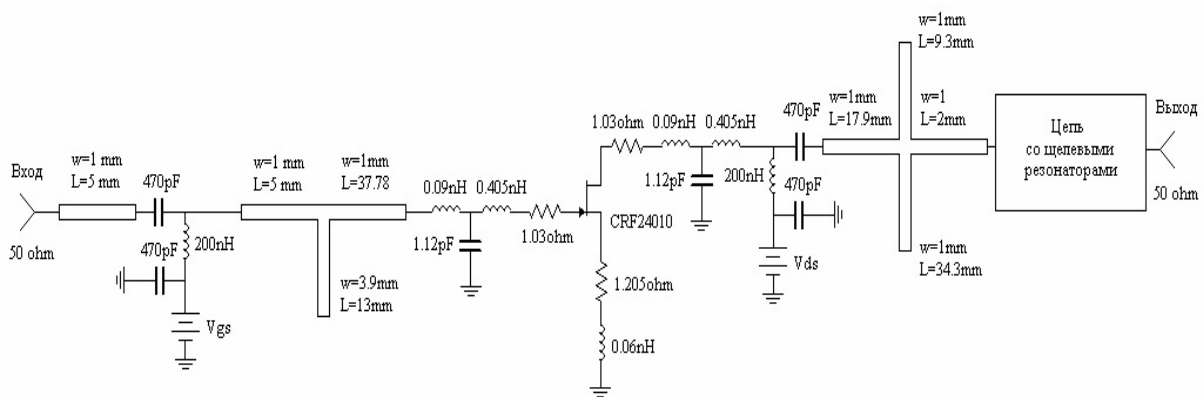 w=1mm
L=9.3mm
470pF
w=1mm
L=17.9mm
w=1
L=2mm
Цепь
со щелевыми
резонаторами
Выход
50 ohm
1.03ohm
0.09nH
0.405nH
1.12pF
200nH
470pF
Vds
w=1mm
L=34.3mm
Вход
50 ohm
w=1 mm
L=5 mm
470pF
200nH
470pF
Vgs
w=1 mm
L=5 mm
w=1mm
L=37.78
w=3.9mm
L=13mm
0.09nH
0.405nH
1.12pF
1.03ohm
CRF24010
1.205ohm
0.06nH